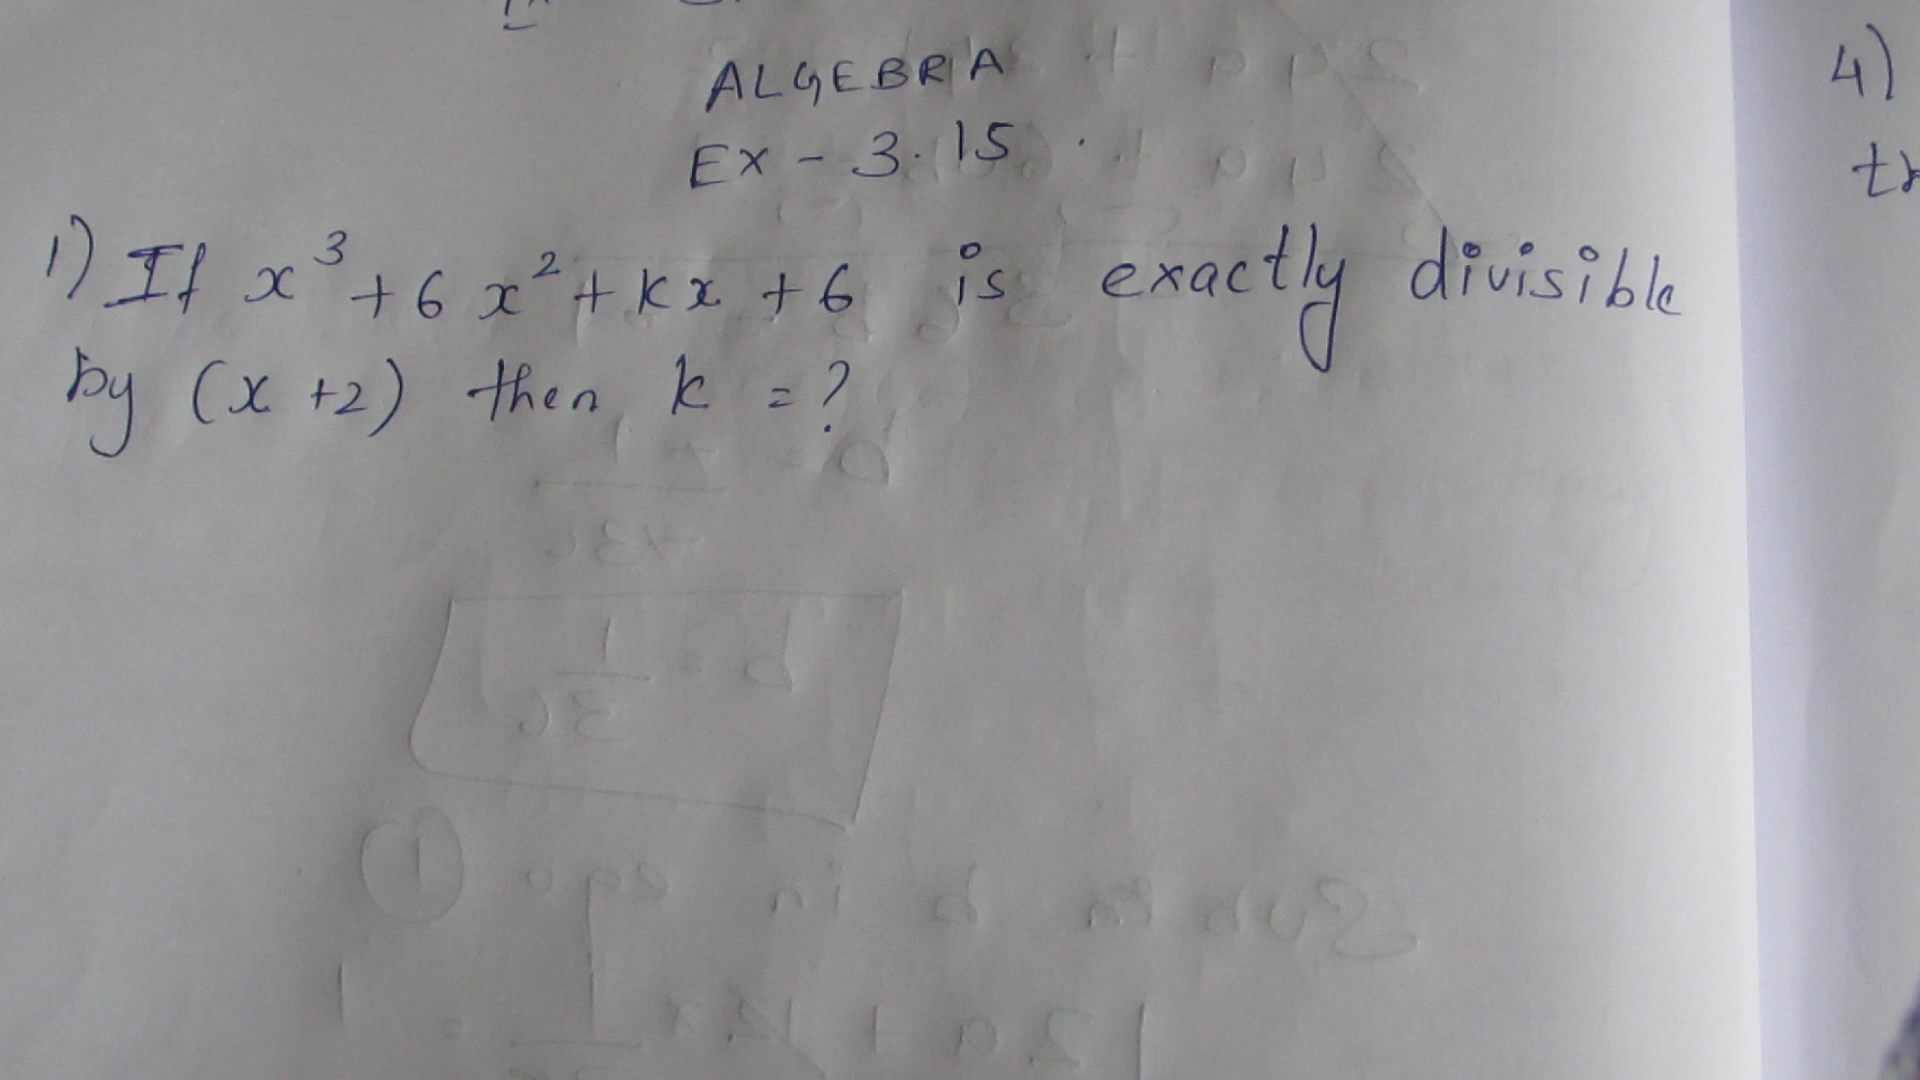 ALGEBRA
EX - 3.15
1) If x³ + 6x² + kx + 6 is exactly divisible
by (x + 2) then k = ?
4)